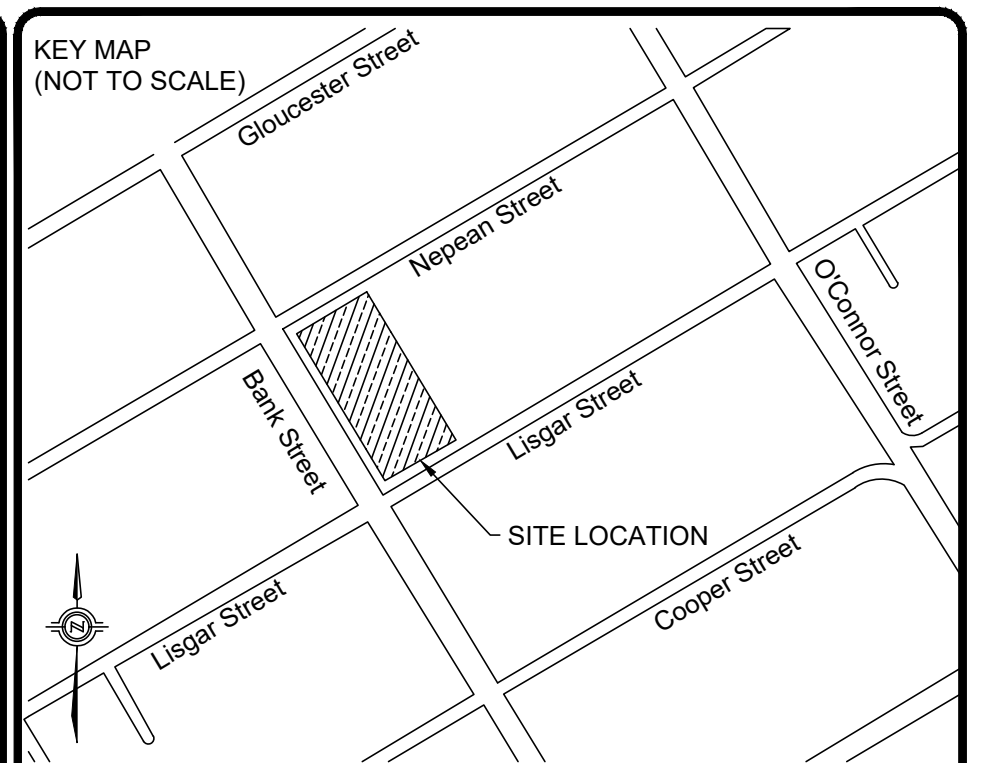 KEY MAP
(NOT TO SCALE)
Gloucester Street
Nepean Street
O'Connor Street
Bank Street
Lisgar Street
SITE LOCATION
Cooper Street
Lisgar Street
N